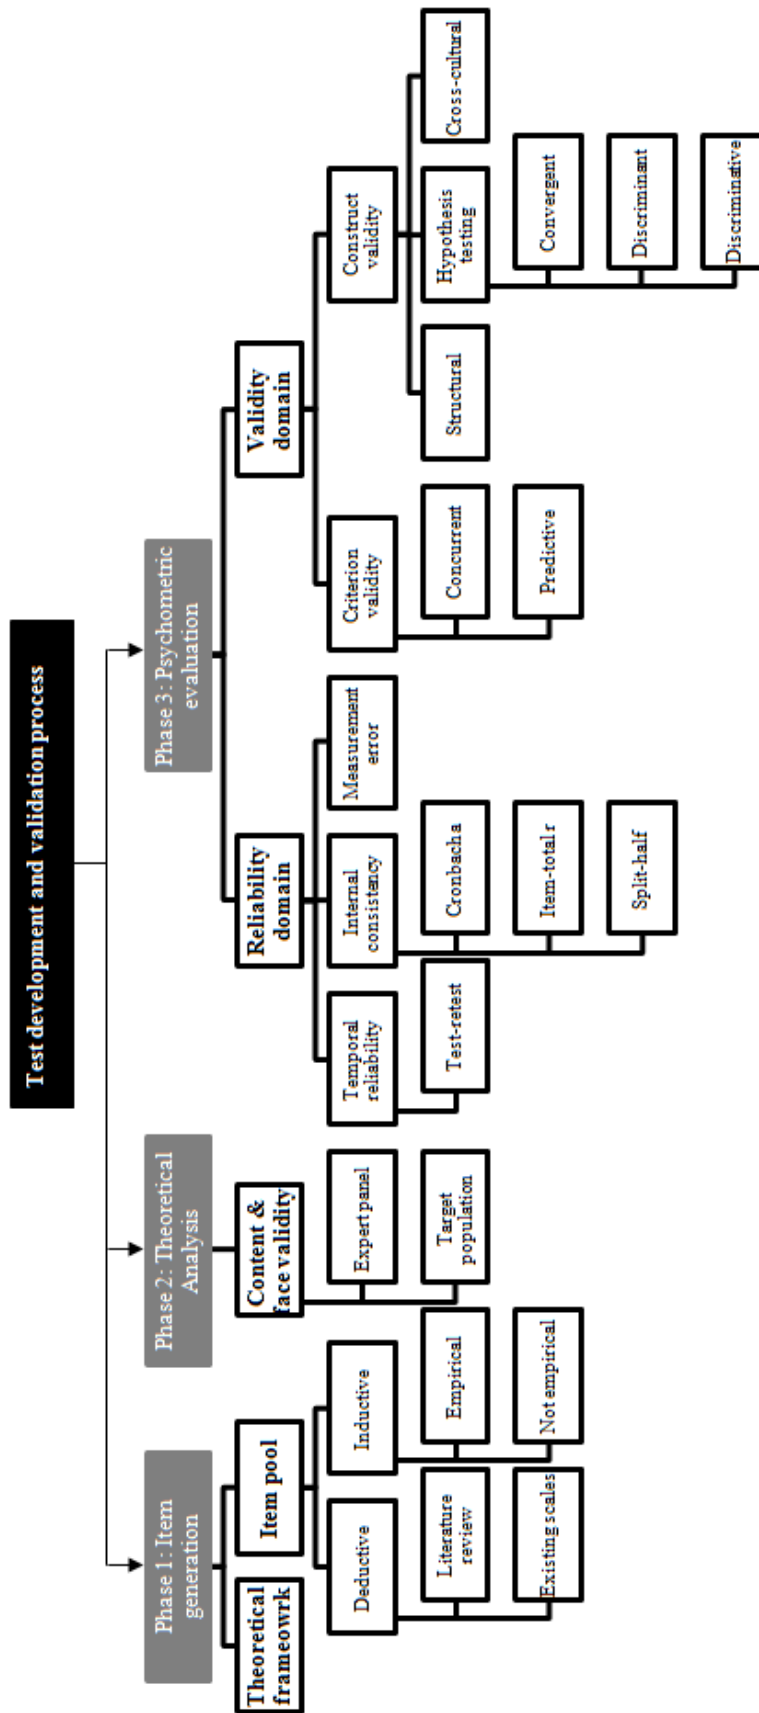 Test development and validation process
Phase 1: Item
generation
Phase 2: Theoretical
Analysis
Phase 3: Psychometric
evaluation
Theoretical
frameowrk
Item pool
Content &
face validity
Reliability
domain
Validity
domain
Deductive
Inductive
Expert panel
Temporal
reliability
Internal
consistency
Measurement
error
Criterion
validity
Construct
validity
Literature
review
Empirical
Target
population
Test-retest
Cronbacha
Concurrent
Structural
Hypothesis
testing
Cross-cultural
Existing scales
Not empirical
Item-total r
Predictive
Convergent
Split-half
Discriminant
Discriminative